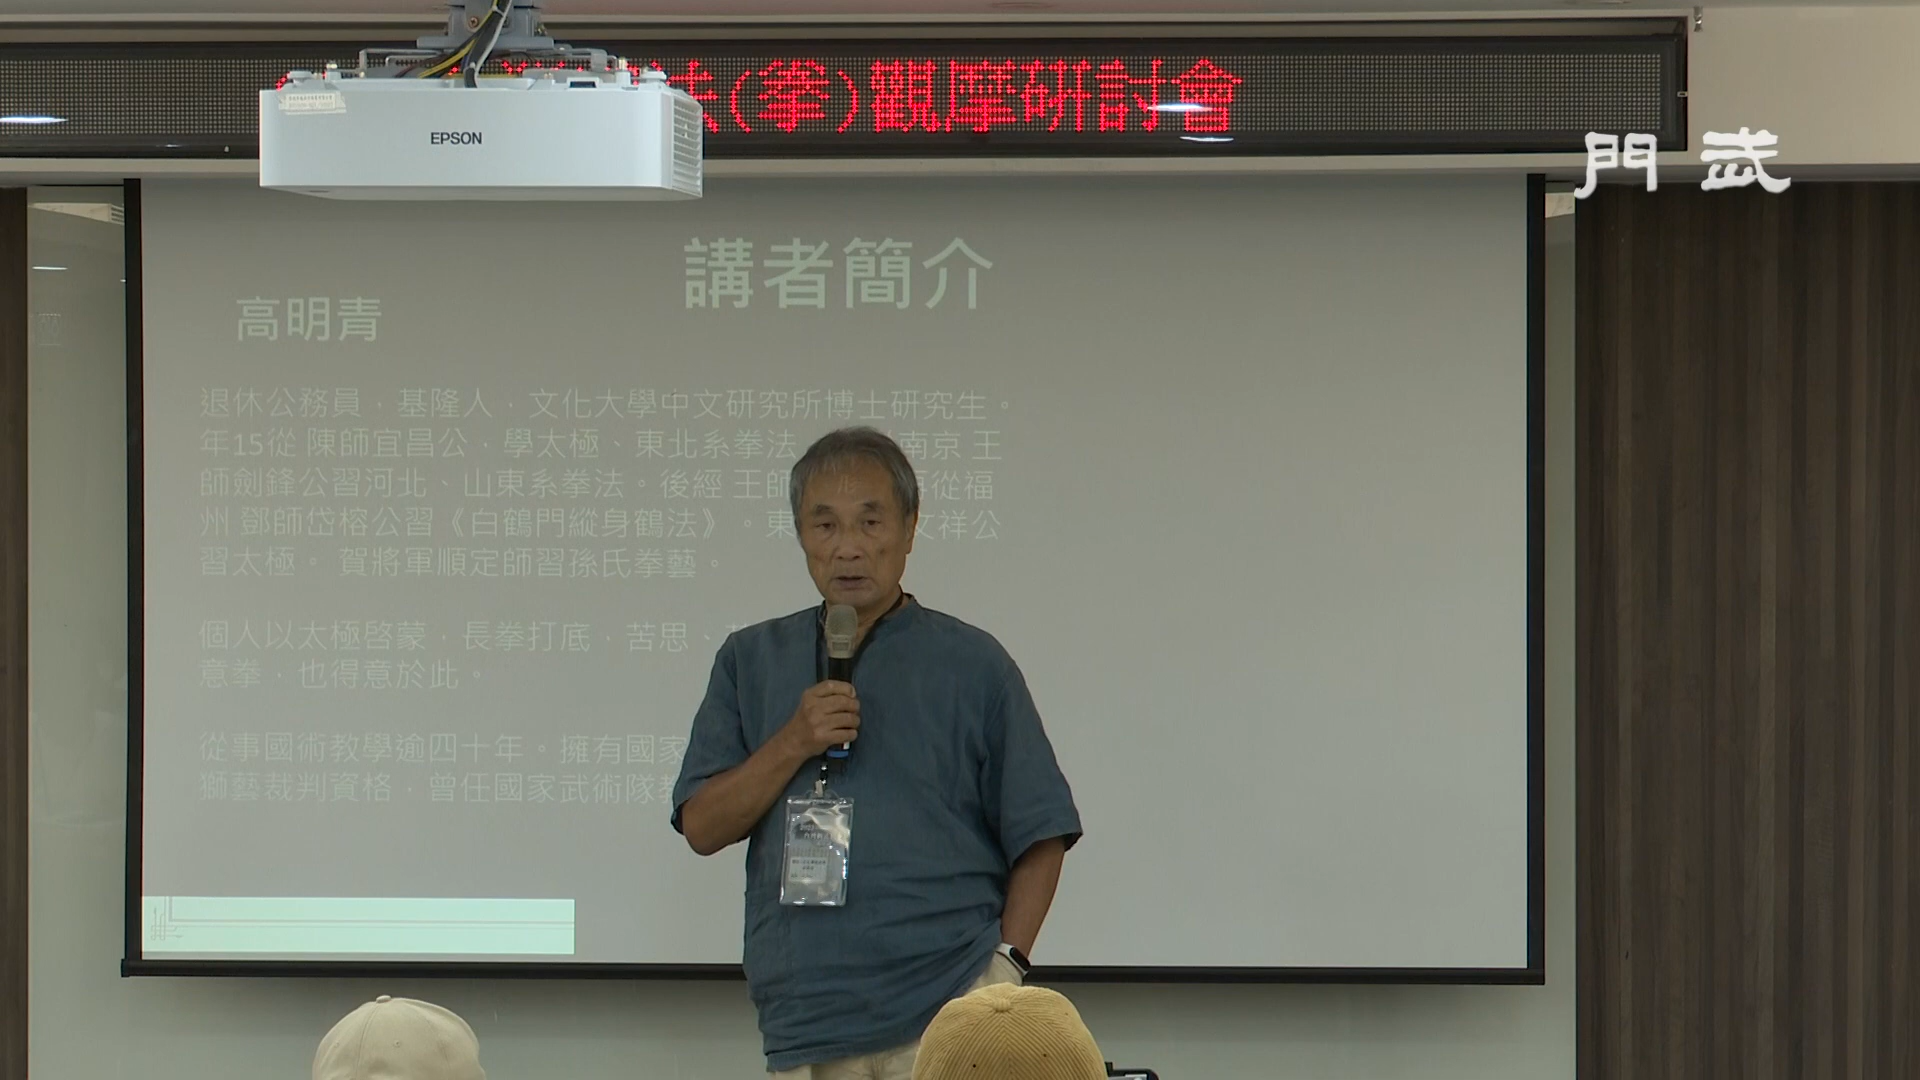 法(拳)觀摩研討會
EPSON
門 武
講者簡介
高明青
退休公務員，基隆人，文化大學中文研究所博士研究生。
年15從 陳師宜昌公，學太極、東北系拳法 南京 王
師劍鋒公習河北、山東系拳法。後經 王師 從福
州 鄧師岱榕公習《白鶴門縱身鶴法》。東 文祥公
習太極。 賀將軍順定師習孫氏拳藝。
個人以太極啓蒙，長拳打底，苦思、
意拳，也得意於此。
從事國術教學逾四十年。擁有國家
獅藝裁判資格，曾任國家武術隊教